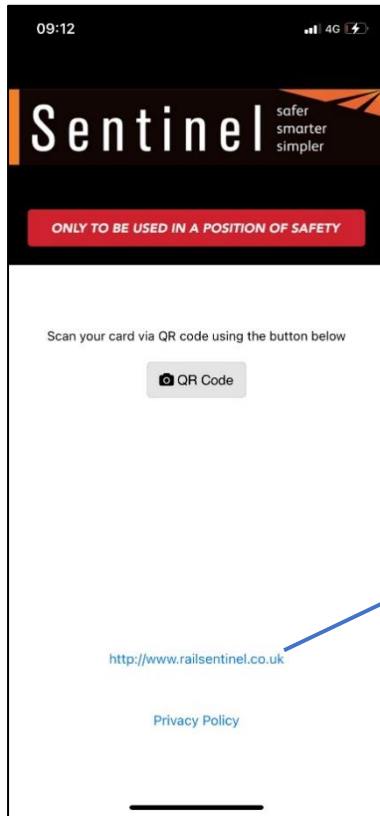 09:12
4G
Sentinel
safer
smarter
simpler
ONLY TO BE USED IN A POSITION OF SAFETY
Scan your card via QR code using the button below
QR Code
http://www.railsentinel.co.uk
Privacy Policy